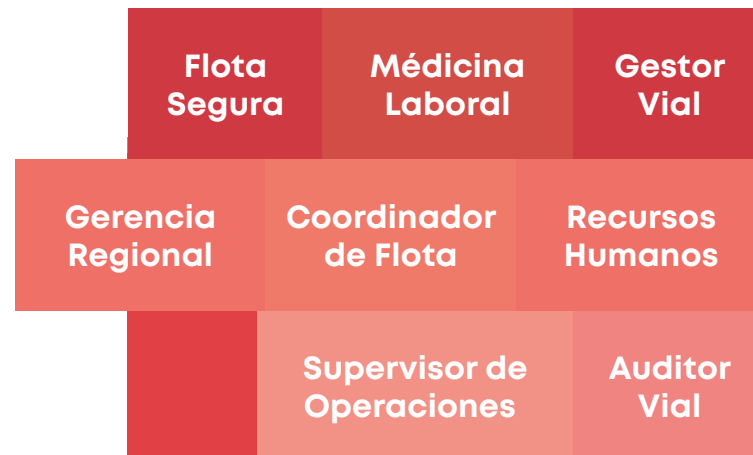 Flota
Segura
Médicina
Laboral
Gestor
Vial
Gerencia
Regional
Coordinador
de Flota
Recursos
Humanos
Supervisor de
Operaciones
Auditor
Vial